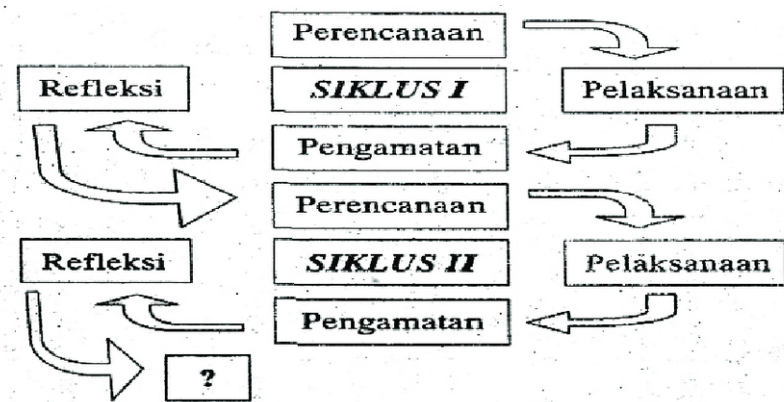 Perencanaan
Refleksi
SIKLUS I
Pelaksanaan
Pengamatan
Perencanaan
Refleksi
SIKLUS II
Pelaksanaan
Pengamatan
?